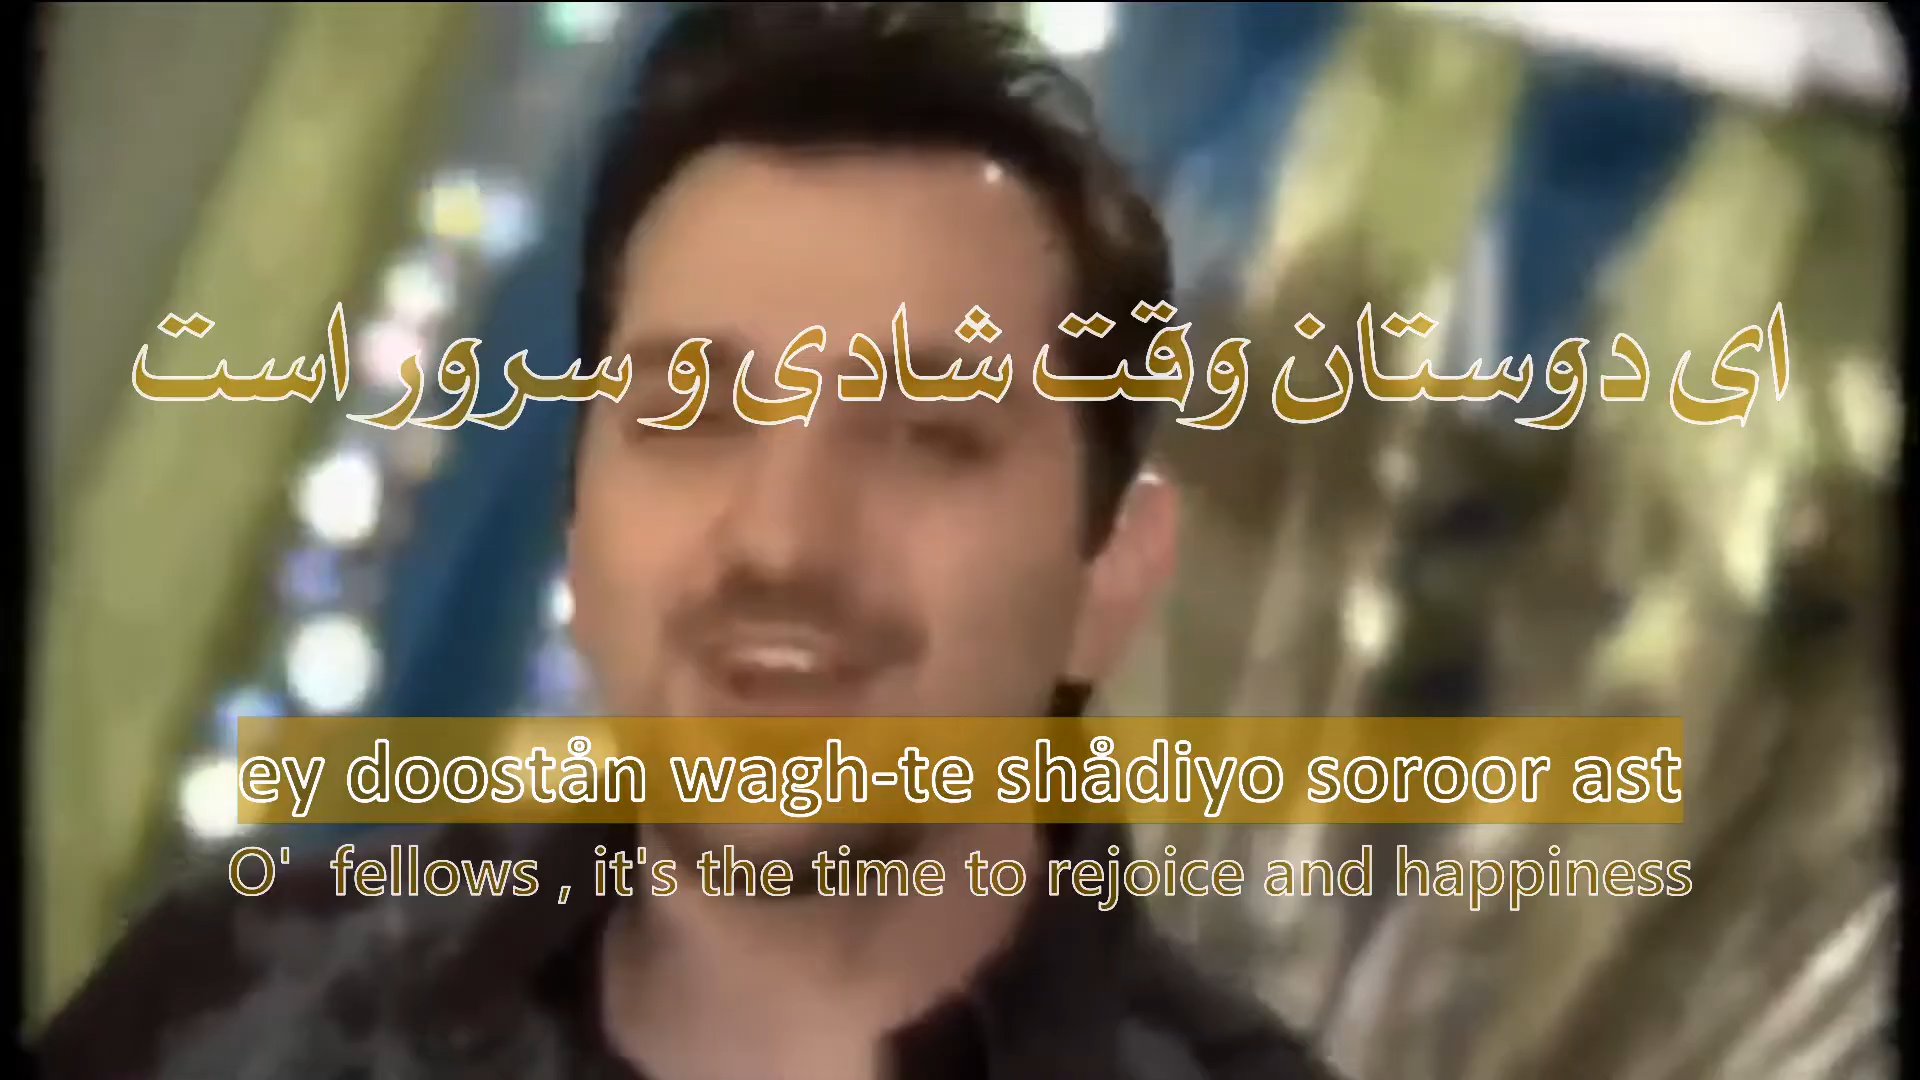 ای دوستان وقت شادی و سرور است
ey doostån wagh-te shådiyo soroor ast
O' fellows , it's the time to rejoice and happiness